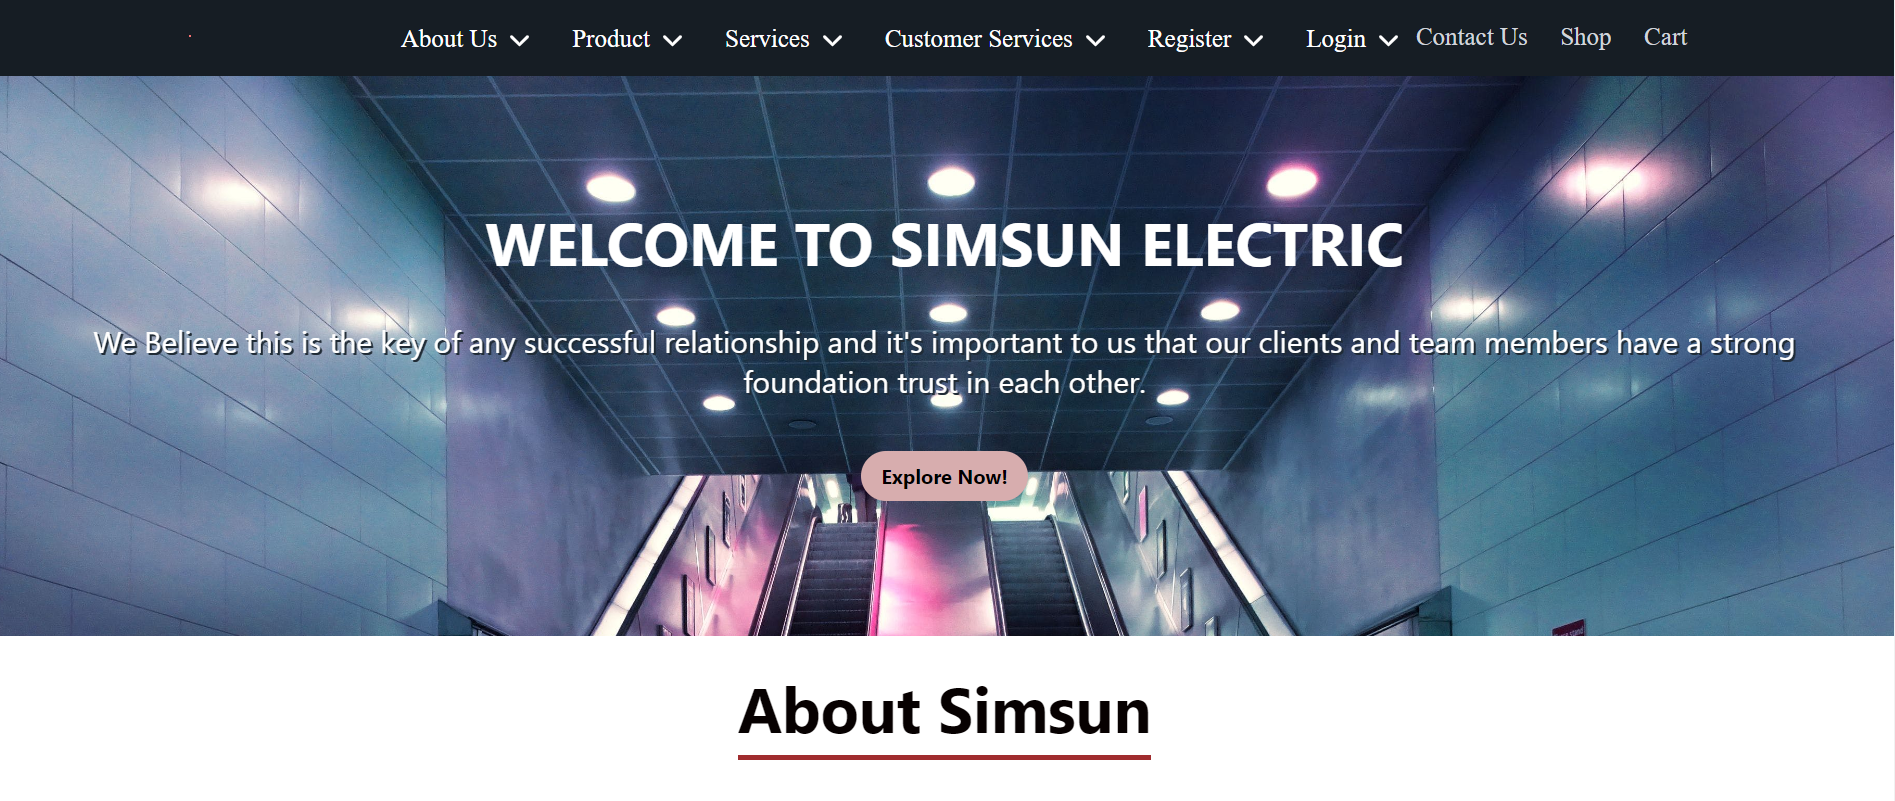 About Us Product Services Customer Services Register Login Contact Us Shop Cart
WELCOME TO SIMSUN ELECTRIC
We Believe this is the key of any successful relationship and it's important to us that our clients and team members have a strong
foundation trust in each other.
Explore Now!
About Simsun